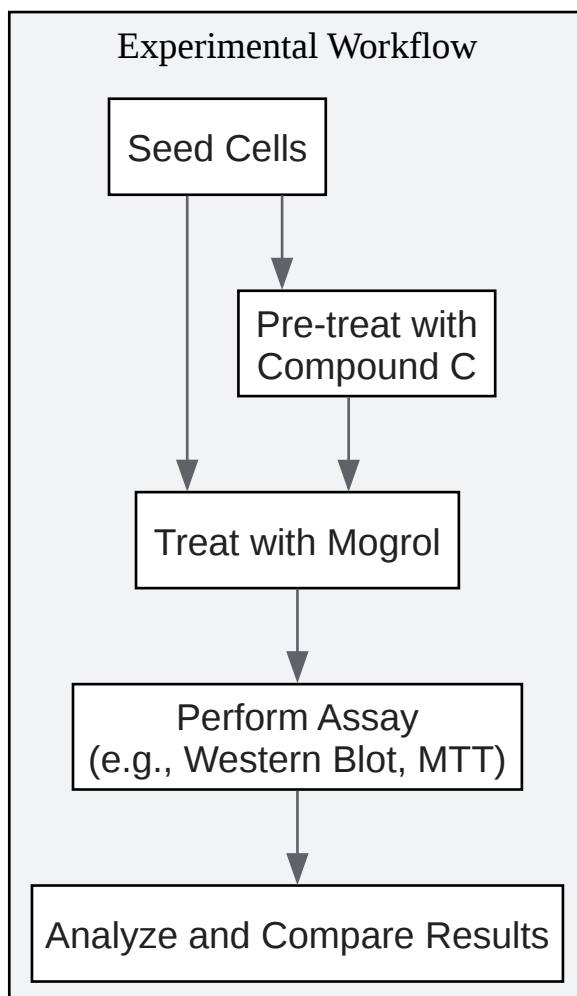 Experimental Workflow
Seed Cells
Pre-treat with
Compound C
Treat with Mogrol
Perform Assay
(e.g., Western Blot, MTT)
Analyze and Compare Results